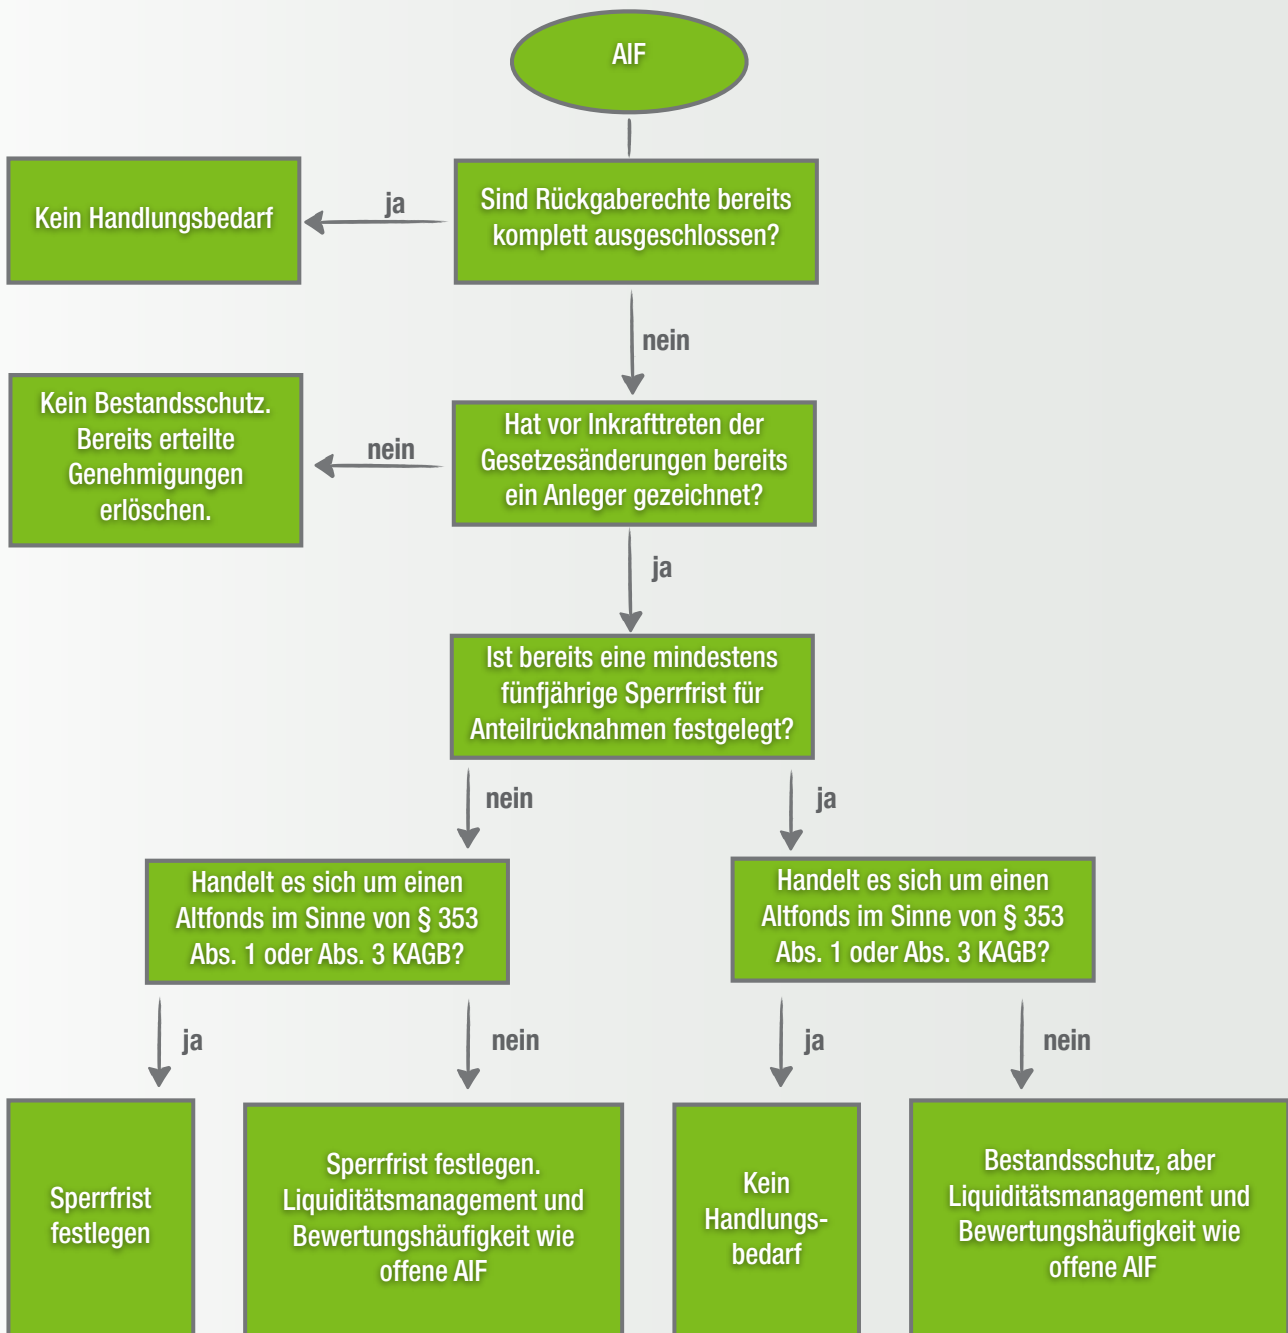 AIF
Kein Handlungsbedarf
ja
Sind Rückgaberechte bereits
komplett ausgeschlossen?
nein
Kein Bestandsschutz.
Bereits erteilte
Genehmigungen
erlöschen.
nein
Hat vor Inkrafttreten der
Gesetzesänderungen bereits
ein Anleger gezeichnet?
ja
Ist bereits eine mindestens
fünfjährige Sperrfrist für
Anteilrücknahmen festgelegt?
nein
ja
Handelt es sich um einen
Altfonds im Sinne von § 353
Abs. 1 oder Abs. 3 KAGB?
Handelt es sich um einen
Altfonds im Sinne von § 353
Abs. 1 oder Abs. 3 KAGB?
ja
nein
ja
nein
Sperrfrist
festlegen
Sperrfrist festlegen.
Liquiditätsmanagement und
Bewertungshäufigkeit wie
offene AIF
Kein
Handlungs-
bedarf
Bestandsschutz, aber
Liquiditätsmanagement und
Bewertungshäufigkeit wie
offene AIF